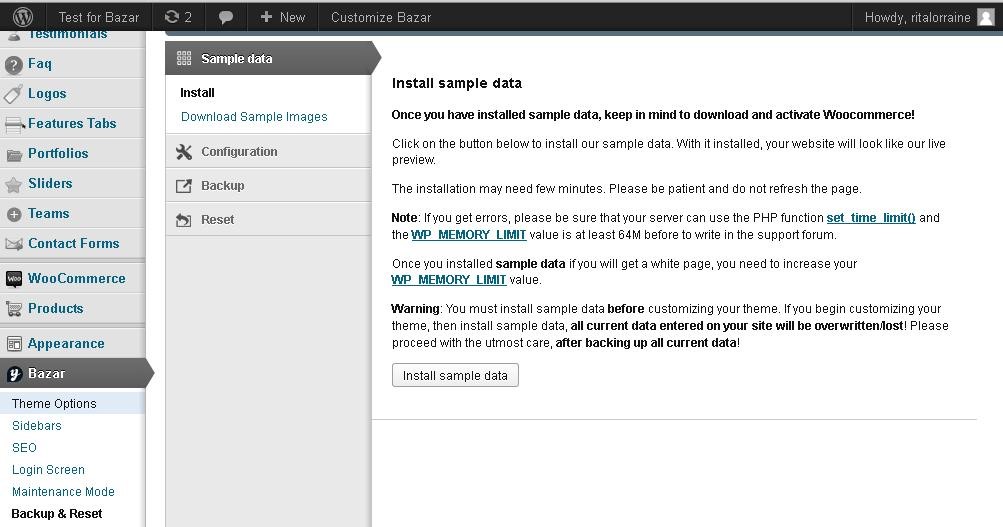 Test for Bazar 2 New Customize Bazar Howdy, ritalorraine
Testimonials
Faq
Logos
Features Tabs
Portfolios
Sliders
Teams
Contact Forms
Woo WooCommerce
Products
Appearance
Bazar
Theme Options
Sidebars
SEO
Login Screen
Maintenance Mode
Backup & Reset
Sample data
Install
Download Sample Images
Configuration
Backup
Reset
Install sample data
Once you have installed sample data, keep in mind to download and activate Woocommerce!
Click on the button below to install our sample data. With it installed, your website will look like our live
preview.
The installation may need few minutes. Please be patient and do not refresh the page.
Note: If you get errors, please be sure that your server can use the PHP function set_time_limit() and
the WP_MEMORY_LIMIT value is at least 64M before to write in the support forum.
Once you installed sample data if you will get a white page, you need to increase your
WP_MEMORY_LIMIT value.
Warning: You must install sample data before customizing your theme. If you begin customizing your
theme, then install sample data, all current data entered on your site will be overwritten/lost! Please
proceed with the utmost care, after backing up all current data!
Install sample data